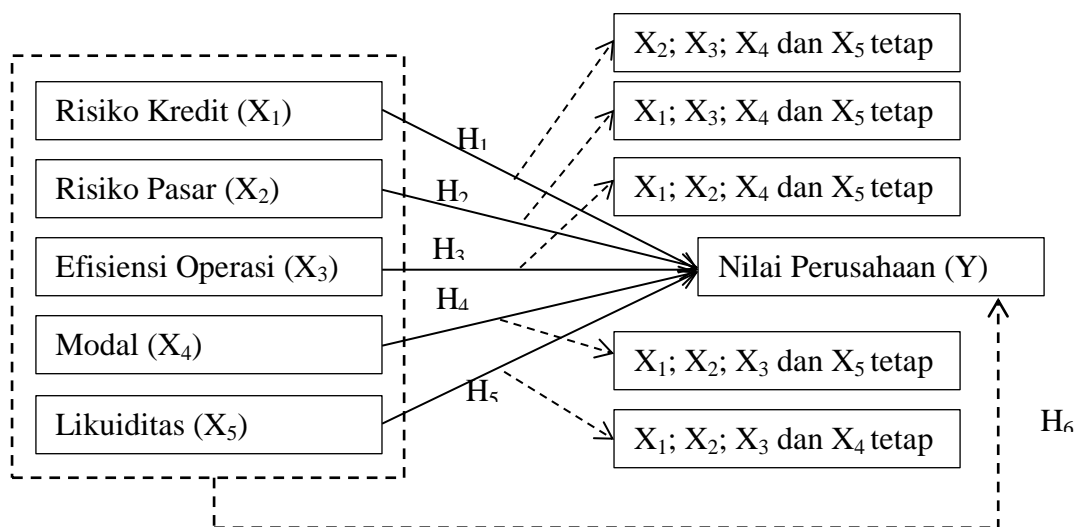 X₂; X₃; X₄ dan X₅ tetap
Risiko Kredit (X₁)
X₁; X₃; X₄ dan X₅ tetap
H₁
Risiko Pasar (X₂)
X₁; X₂; X₄ dan X₅ tetap
H₂
Efisiensi Operasi (X₃)
H₃
Nilai Perusahaan (Y)
H₄
Modal (X₄)
X₁; X₂; X₃ dan X₅ tetap
H₅
Likuiditas (X₅)
X₁; X₂; X₃ dan X₄ tetap
H₆